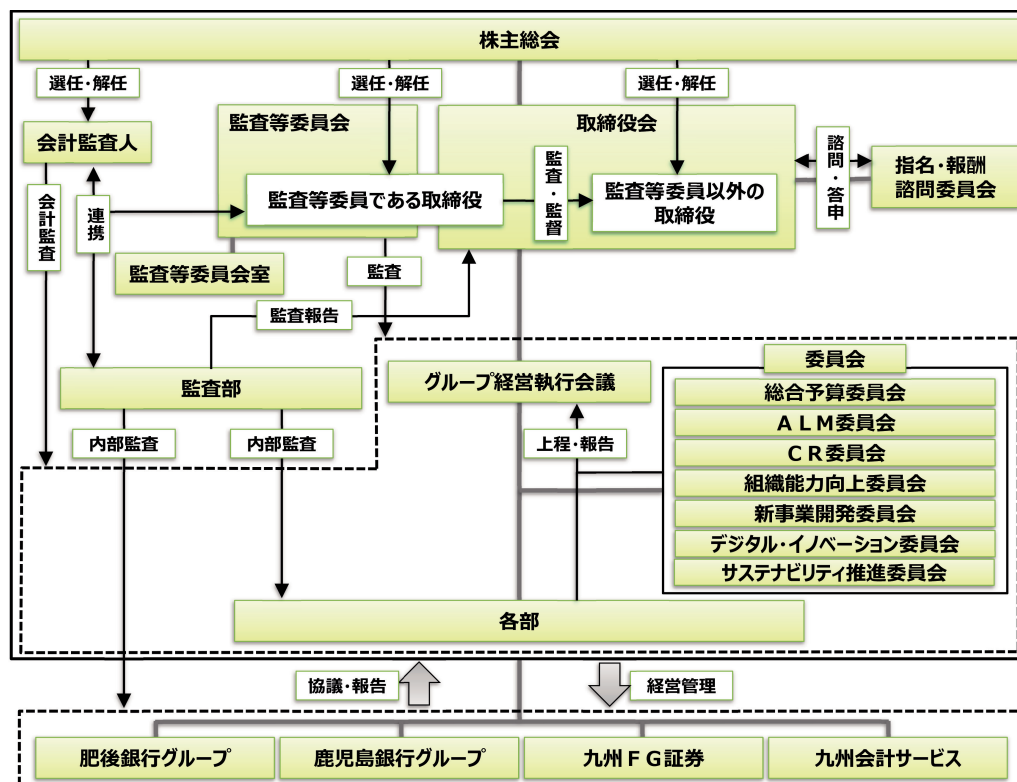 株主総会
選任・解任
選任・解任
選任・解任
会計監査人
監査等委員会
取締役会
監査等委員である取締役
監査・監督
監査等委員以外の
取締役
諮問・答申
指名・報酬
諮問委員会
会計監査
連携
監査等委員会室
監査
監査報告
監査部
グループ経営執行会議
委員会
総合予算委員会
ＡＬＭ委員会
ＣＲ委員会
組織能力向上委員会
新事業開発委員会
デジタル・イノベーション委員会
サステナビリティ推進委員会
内部監査
内部監査
上程・報告
各部
協議・報告
経営管理
肥後銀行グループ
鹿児島銀行グループ
九州ＦＧ証券
九州会計サービス